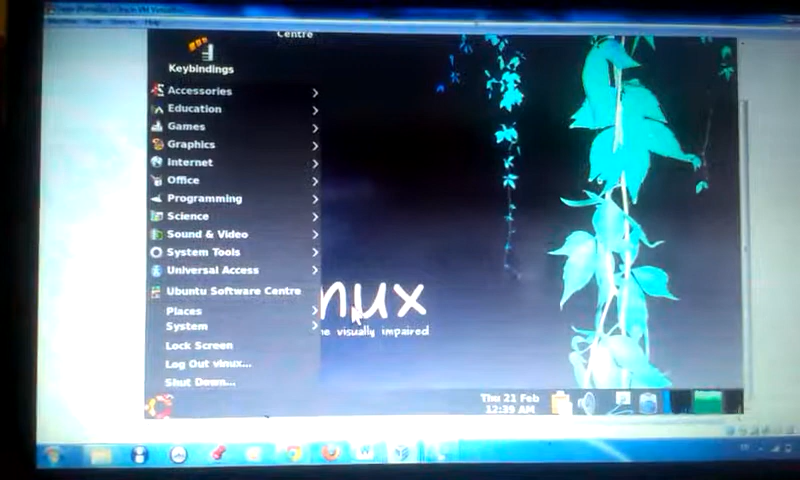 Centre
Keybindings
Accessories
Education
Games
Graphics
Internet
Office
Programming
Science
Sound & Video
System Tools
Universal Access
Ubuntu Software Centre
Places
System
Lock Screen
Log Out vinux...
Shut Down...
nux
e visually impaired
Thu 21 Feb
12:39 AM